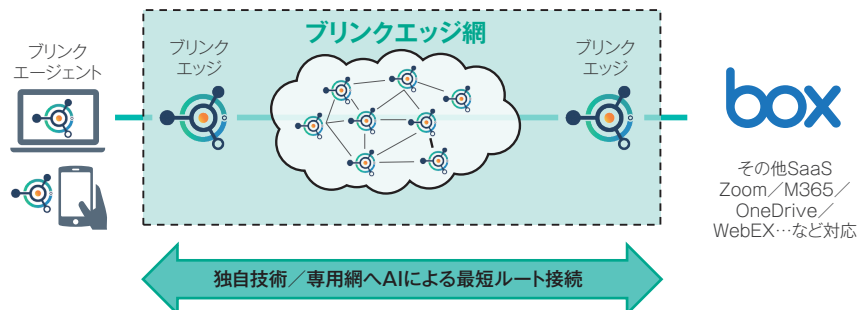 ブリンクエッジ網
ブリンク
エージェント
ブリンク
エッジ
ブリンク
エッジ
box
その他SaaS
Zoom／M365／
OneDrive／
WebEX…など対応
独自技術／専用網へAIによる最短ルート接続